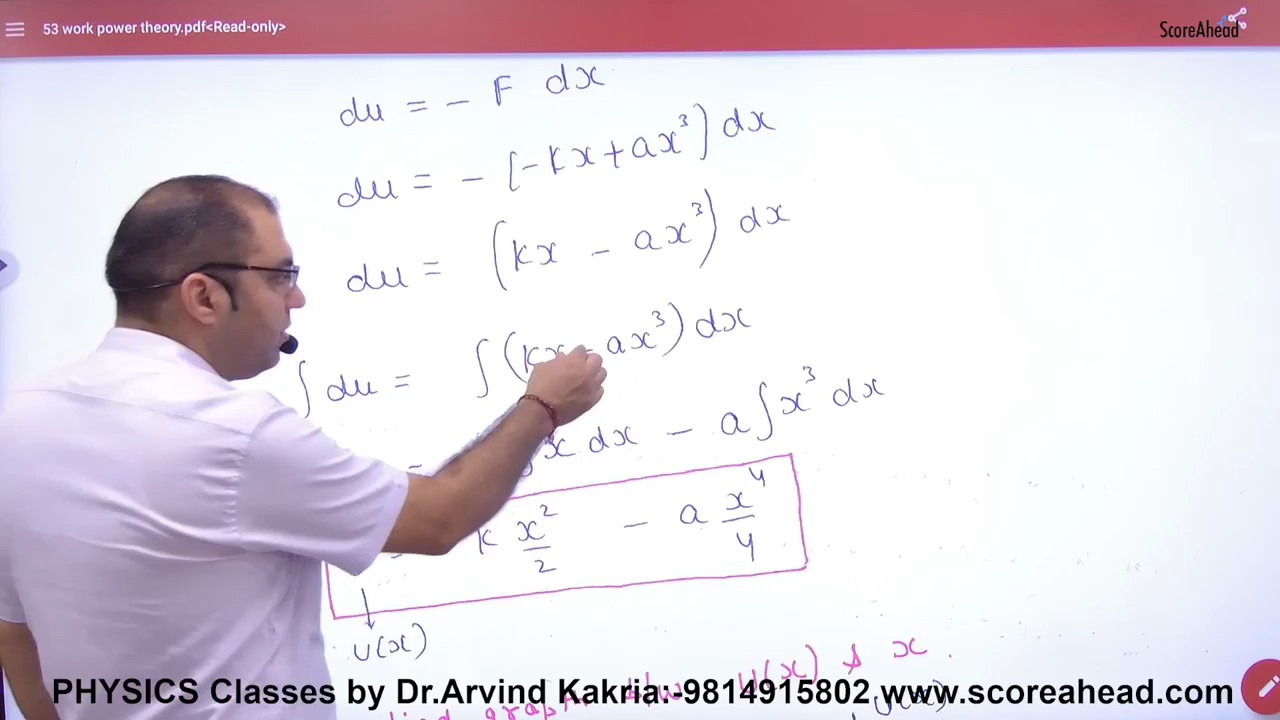 53 work power theory.pdf<Read-only>
ScoreAhead
du = - F dx
du = - [-kx + ax³) dx
du = (kx - ax³) dx
∫ du = ∫ (kx - ax³) dx
x dx - a ∫ x³ dx
k x²/2 - a x⁴/4
U(x)
U(x) & x
PHYSICS Classes by Dr.Arvind Kakria.-9814915802 www.scoreahead.com